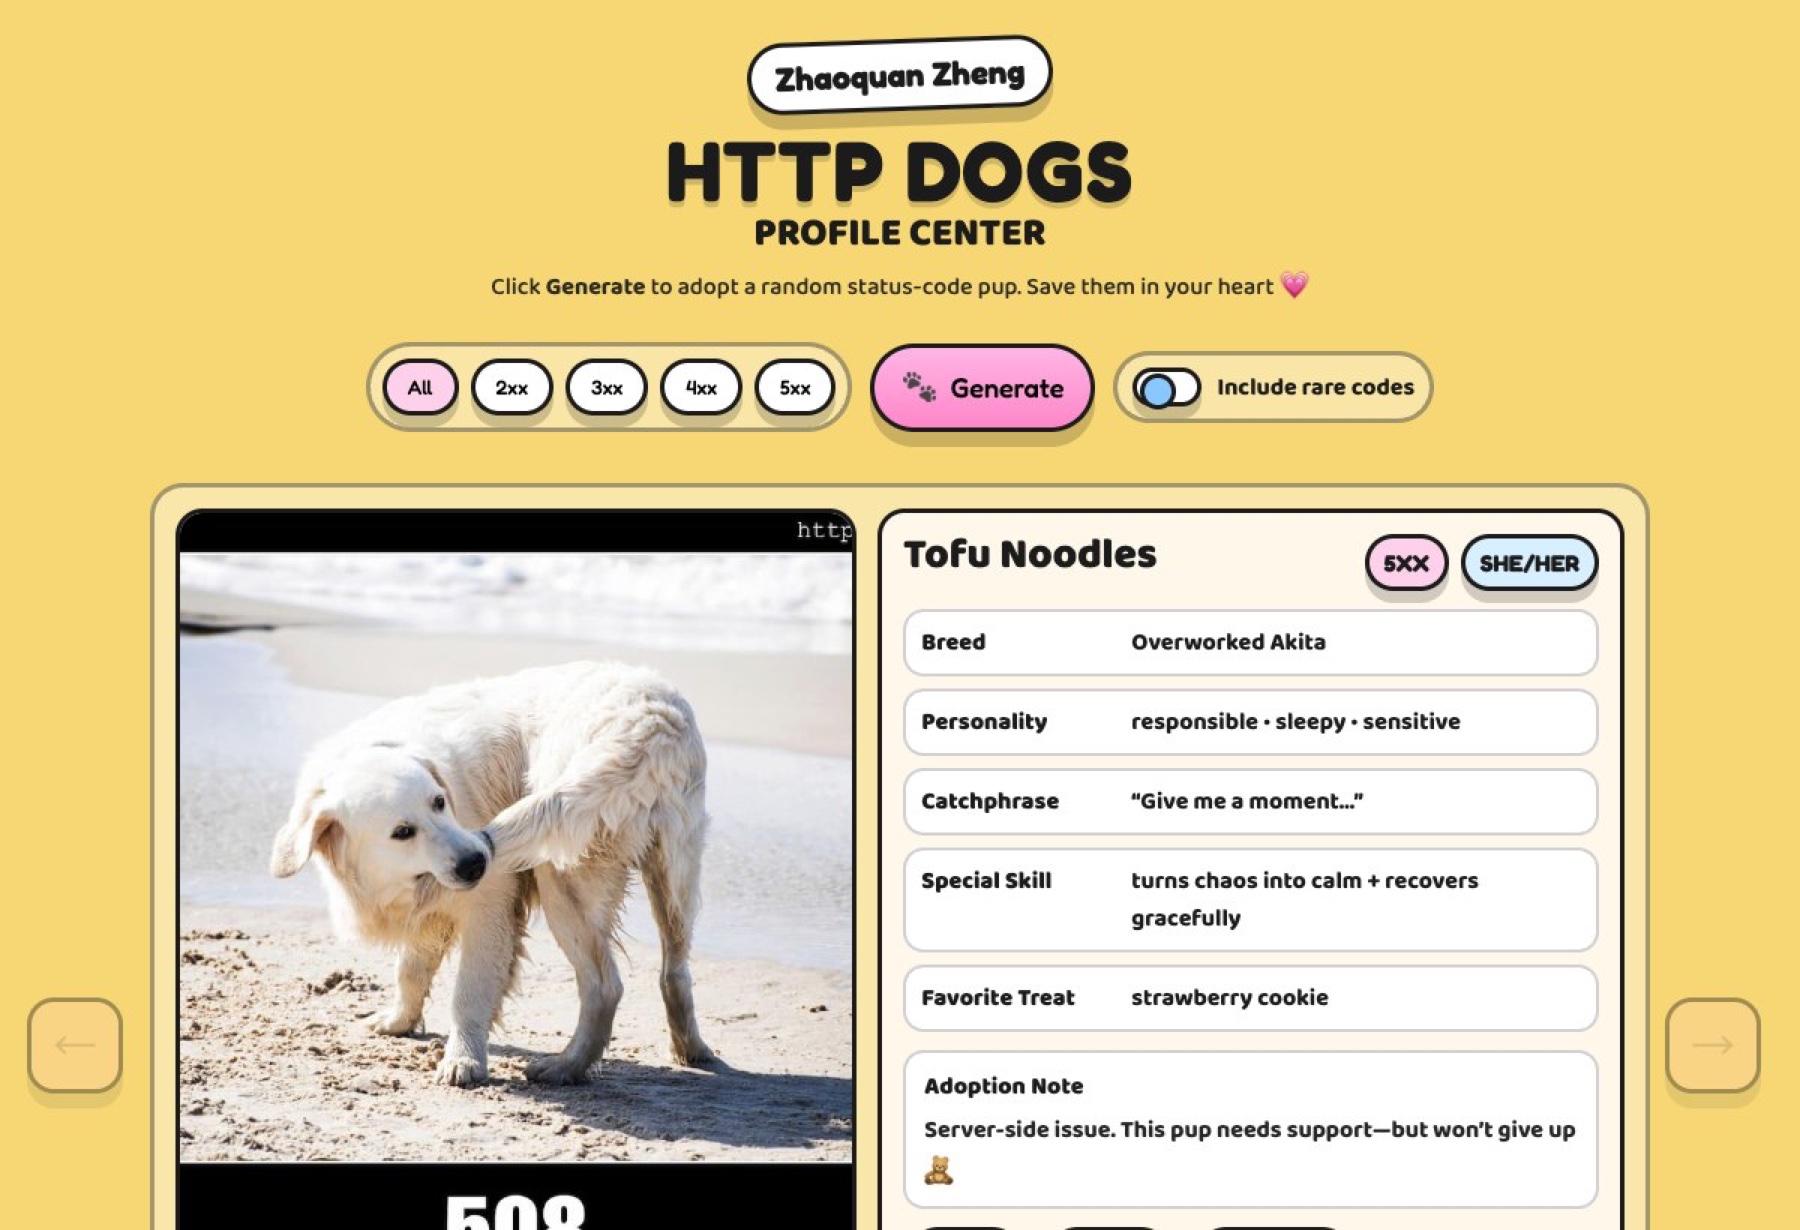 Zhaoquan Zheng
HTTP DOGS
PROFILE CENTER
Click Generate to adopt a random status-code pup. Save them in your heart 💗
All
2xx
3xx
4xx
5xx
🐾 Generate
Include rare codes
http
Tofu Noodles
5XX
SHE/HER
Breed
Overworked Akita
Personality
responsible • sleepy • sensitive
Catchphrase
“Give me a moment…”
Special Skill
turns chaos into calm + recovers
gracefully
Favorite Treat
strawberry cookie
←
→
Adoption Note
Server-side issue. This pup needs support—but won’t give up
🧸
508